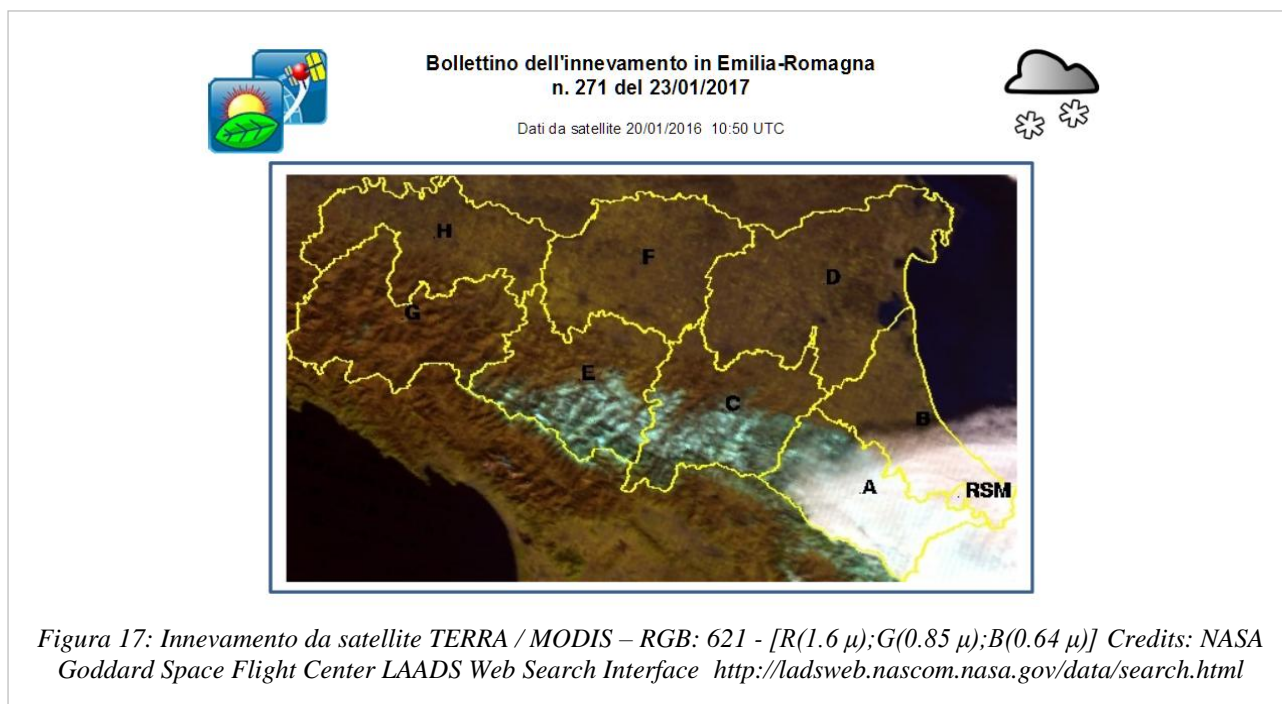 Bollettino dell'innevamento in Emilia-Romagna
n. 271 del 23/01/2017
Dati da satellite 20/01/2016 10:50 UTC
H
F
D
G
E
C
B
A
RSM
Figura 17: Innevamento da satellite TERRA / MODIS – RGB: 621 - [R(1.6 μ);G(0.85 μ);B(0.64 μ)] Credits: NASA
Goddard Space Flight Center LAADS Web Search Interface http://ladsweb.nascom.nasa.gov/data/search.html